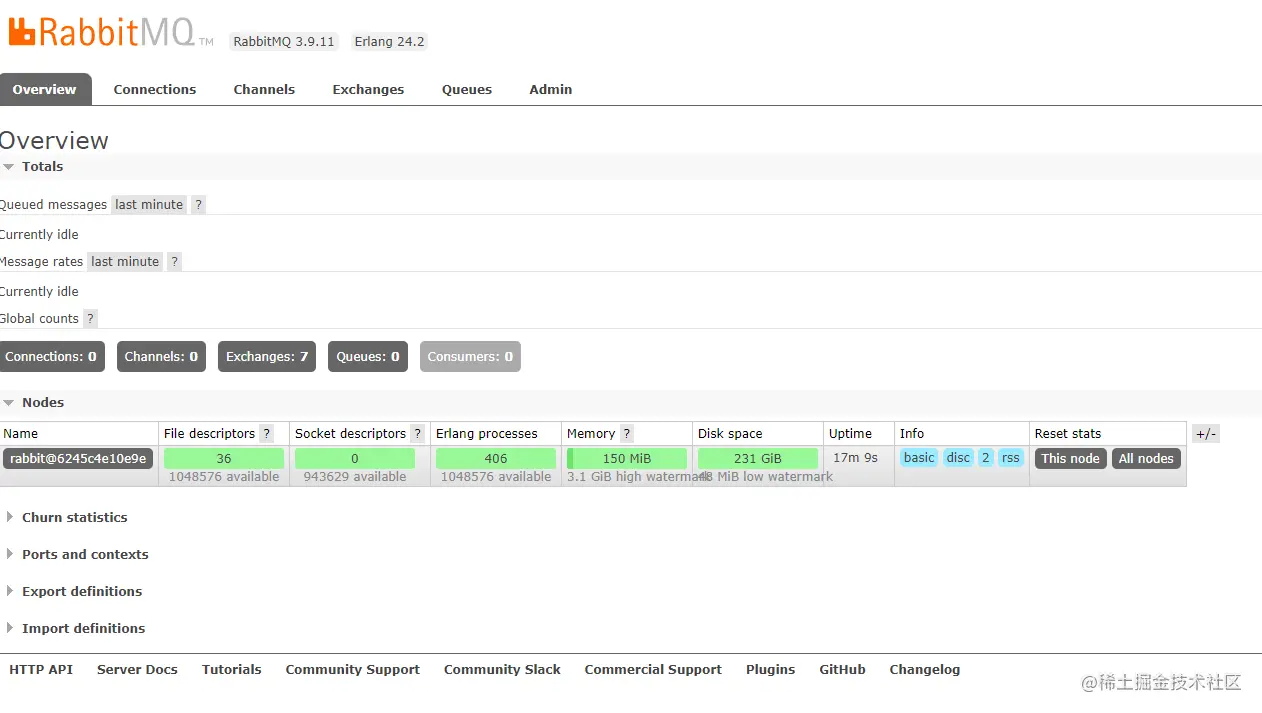 RabbitMQ TM RabbitMQ 3.9.11 Erlang 24.2
Overview Connections Channels Exchanges Queues Admin
Overview
Totals
Queued messages last minute ?
Currently idle
Message rates last minute ?
Currently idle
Global counts ?
Connections: 0 Channels: 0 Exchanges: 7 Queues: 0 Consumers: 0
Nodes
Name File descriptors ? Socket descriptors ? Erlang processes Memory ? Disk space Uptime Info Reset stats +/-
rabbit@6245c4e10e9e 36 0 406 150 MiB 231 GiB 17m 9s basic disc 2 rss This node All nodes
1048576 available 943629 available 1048576 available 3.1 GiB high watermark 48 MiB low watermark
Churn statistics
Ports and contexts
Export definitions
Import definitions
HTTP API Server Docs Tutorials Community Support Community Slack Commercial Support Plugins GitHub Changelog
@稀土掘金技术社区